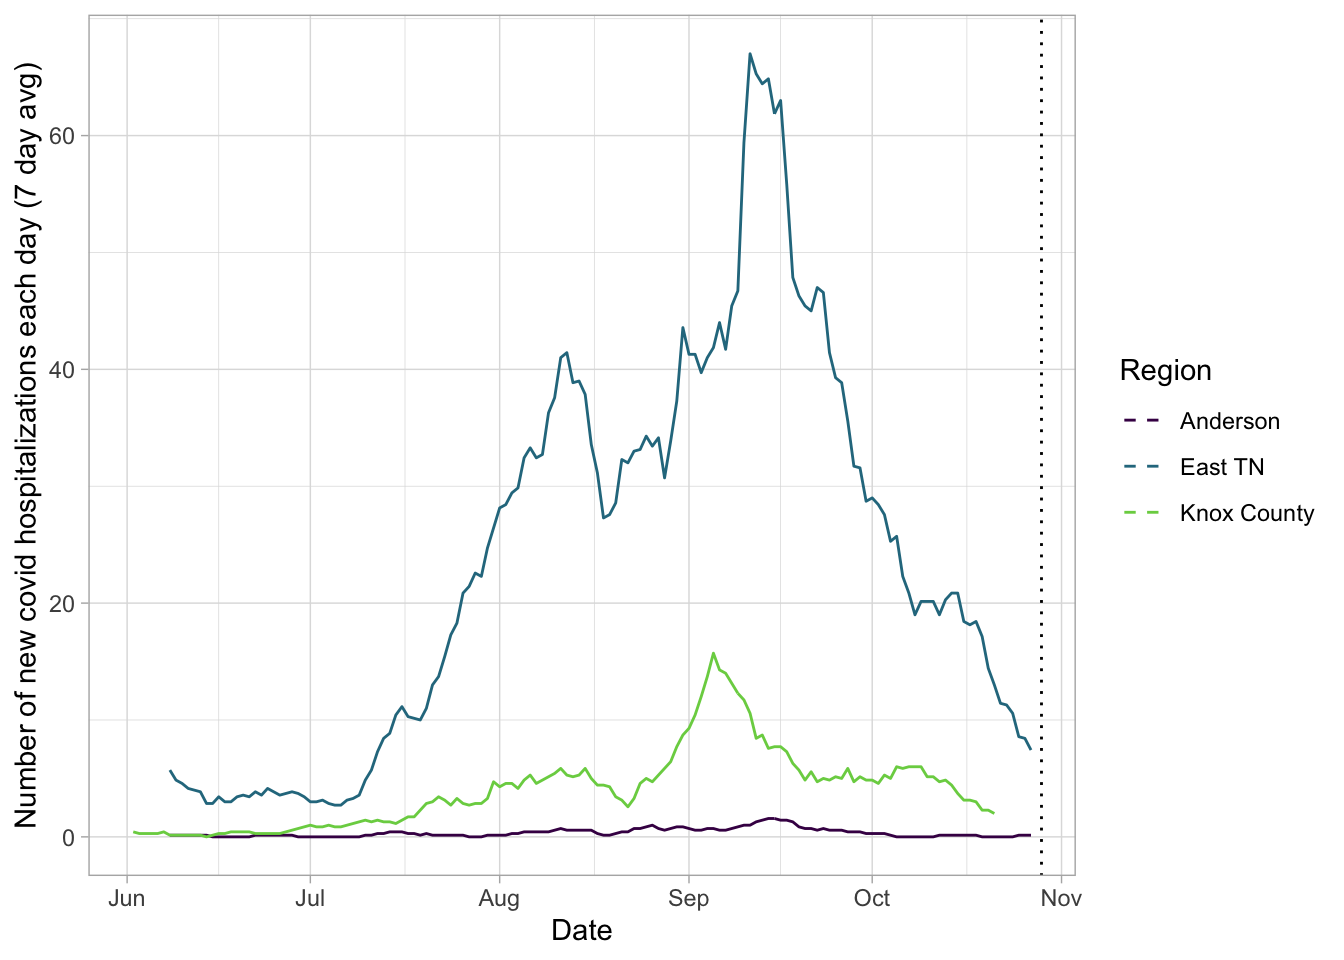 Number of new covid hospitalizations each day (7 day avg)
60
40
20
0
Jun Jul Aug Sep Oct Nov
Date
Region
Anderson
East TN
Knox County